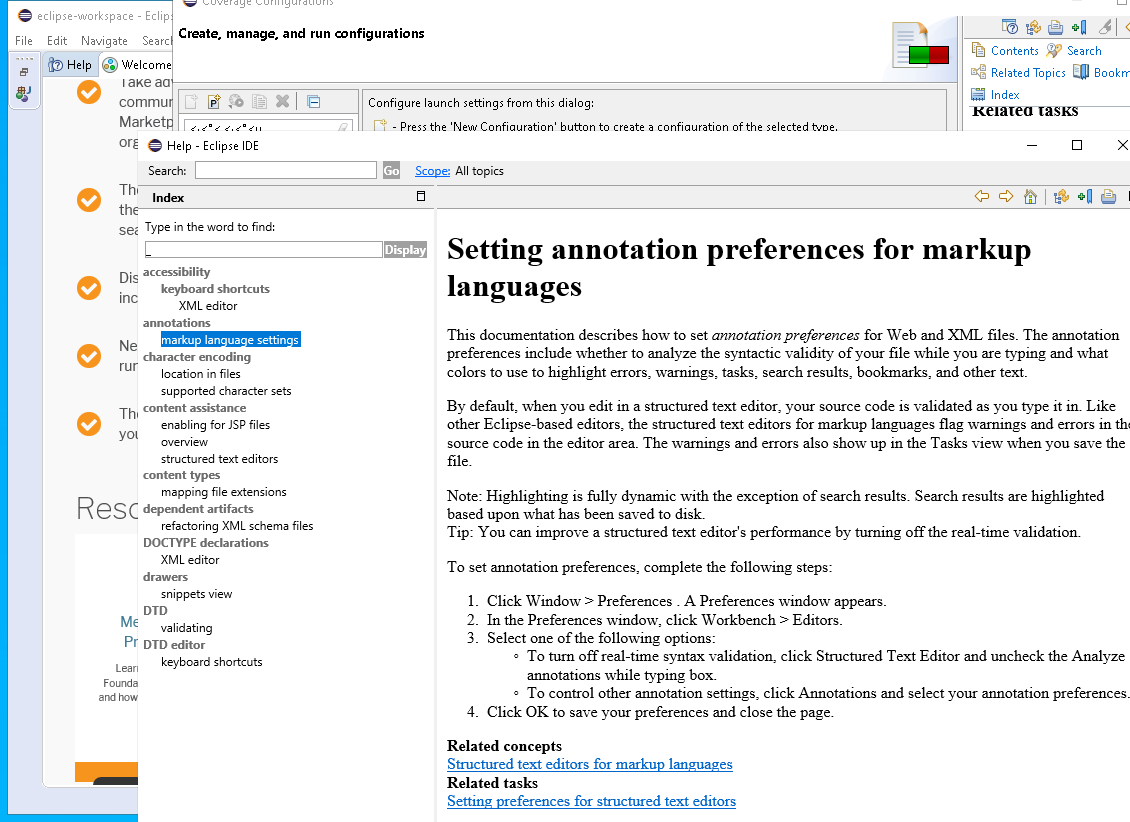 eclipse-workspace - Eclips
Coverage Configurations
File Edit Navigate Search
Create, manage, and run configurations
Help
Welcome
Contents
Search
Related Topics
Bookm
Index
Configure launch settings from this dialog:
- Press the 'New Configuration' button to create a configuration of the selected type.
Related tasks
Take adv
commun
Marketp
orga
The
the
sea
Dis
inc
Ne
run
The
you
Reso
Me
Pr
Learn
Founda
and how
Help - Eclipse IDE
Search:
Go
Scope: All topics
Index
Type in the word to find:
Display
accessibility
keyboard shortcuts
XML editor
annotations
markup language settings
character encoding
location in files
supported character sets
content assistance
enabling for JSP files
overview
structured text editors
content types
mapping file extensions
dependent artifacts
refactoring XML schema files
DOCTYPE declarations
XML editor
drawers
snippets view
DTD
validating
DTD editor
keyboard shortcuts
Setting annotation preferences for markup
languages
This documentation describes how to set annotation preferences for Web and XML files. The annotation
preferences include whether to analyze the syntactic validity of your file while you are typing and what
colors to use to highlight errors, warnings, tasks, search results, bookmarks, and other text.
By default, when you edit in a structured text editor, your source code is validated as you type it in. Like
other Eclipse-based editors, the structured text editors for markup languages flag warnings and errors in the
source code in the editor area. The warnings and errors also show up in the Tasks view when you save the
file.
Note: Highlighting is fully dynamic with the exception of search results. Search results are highlighted
based upon what has been saved to disk.
Tip: You can improve a structured text editor's performance by turning off the real-time validation.
To set annotation preferences, complete the following steps:
1. Click Window > Preferences . A Preferences window appears.
2. In the Preferences window, click Workbench > Editors.
3. Select one of the following options:
◦ To turn off real-time syntax validation, click Structured Text Editor and uncheck the Analyze
annotations while typing box.
◦ To control other annotation settings, click Annotations and select your annotation preferences.
4. Click OK to save your preferences and close the page.
Related concepts
Structured text editors for markup languages
Related tasks
Setting preferences for structured text editors